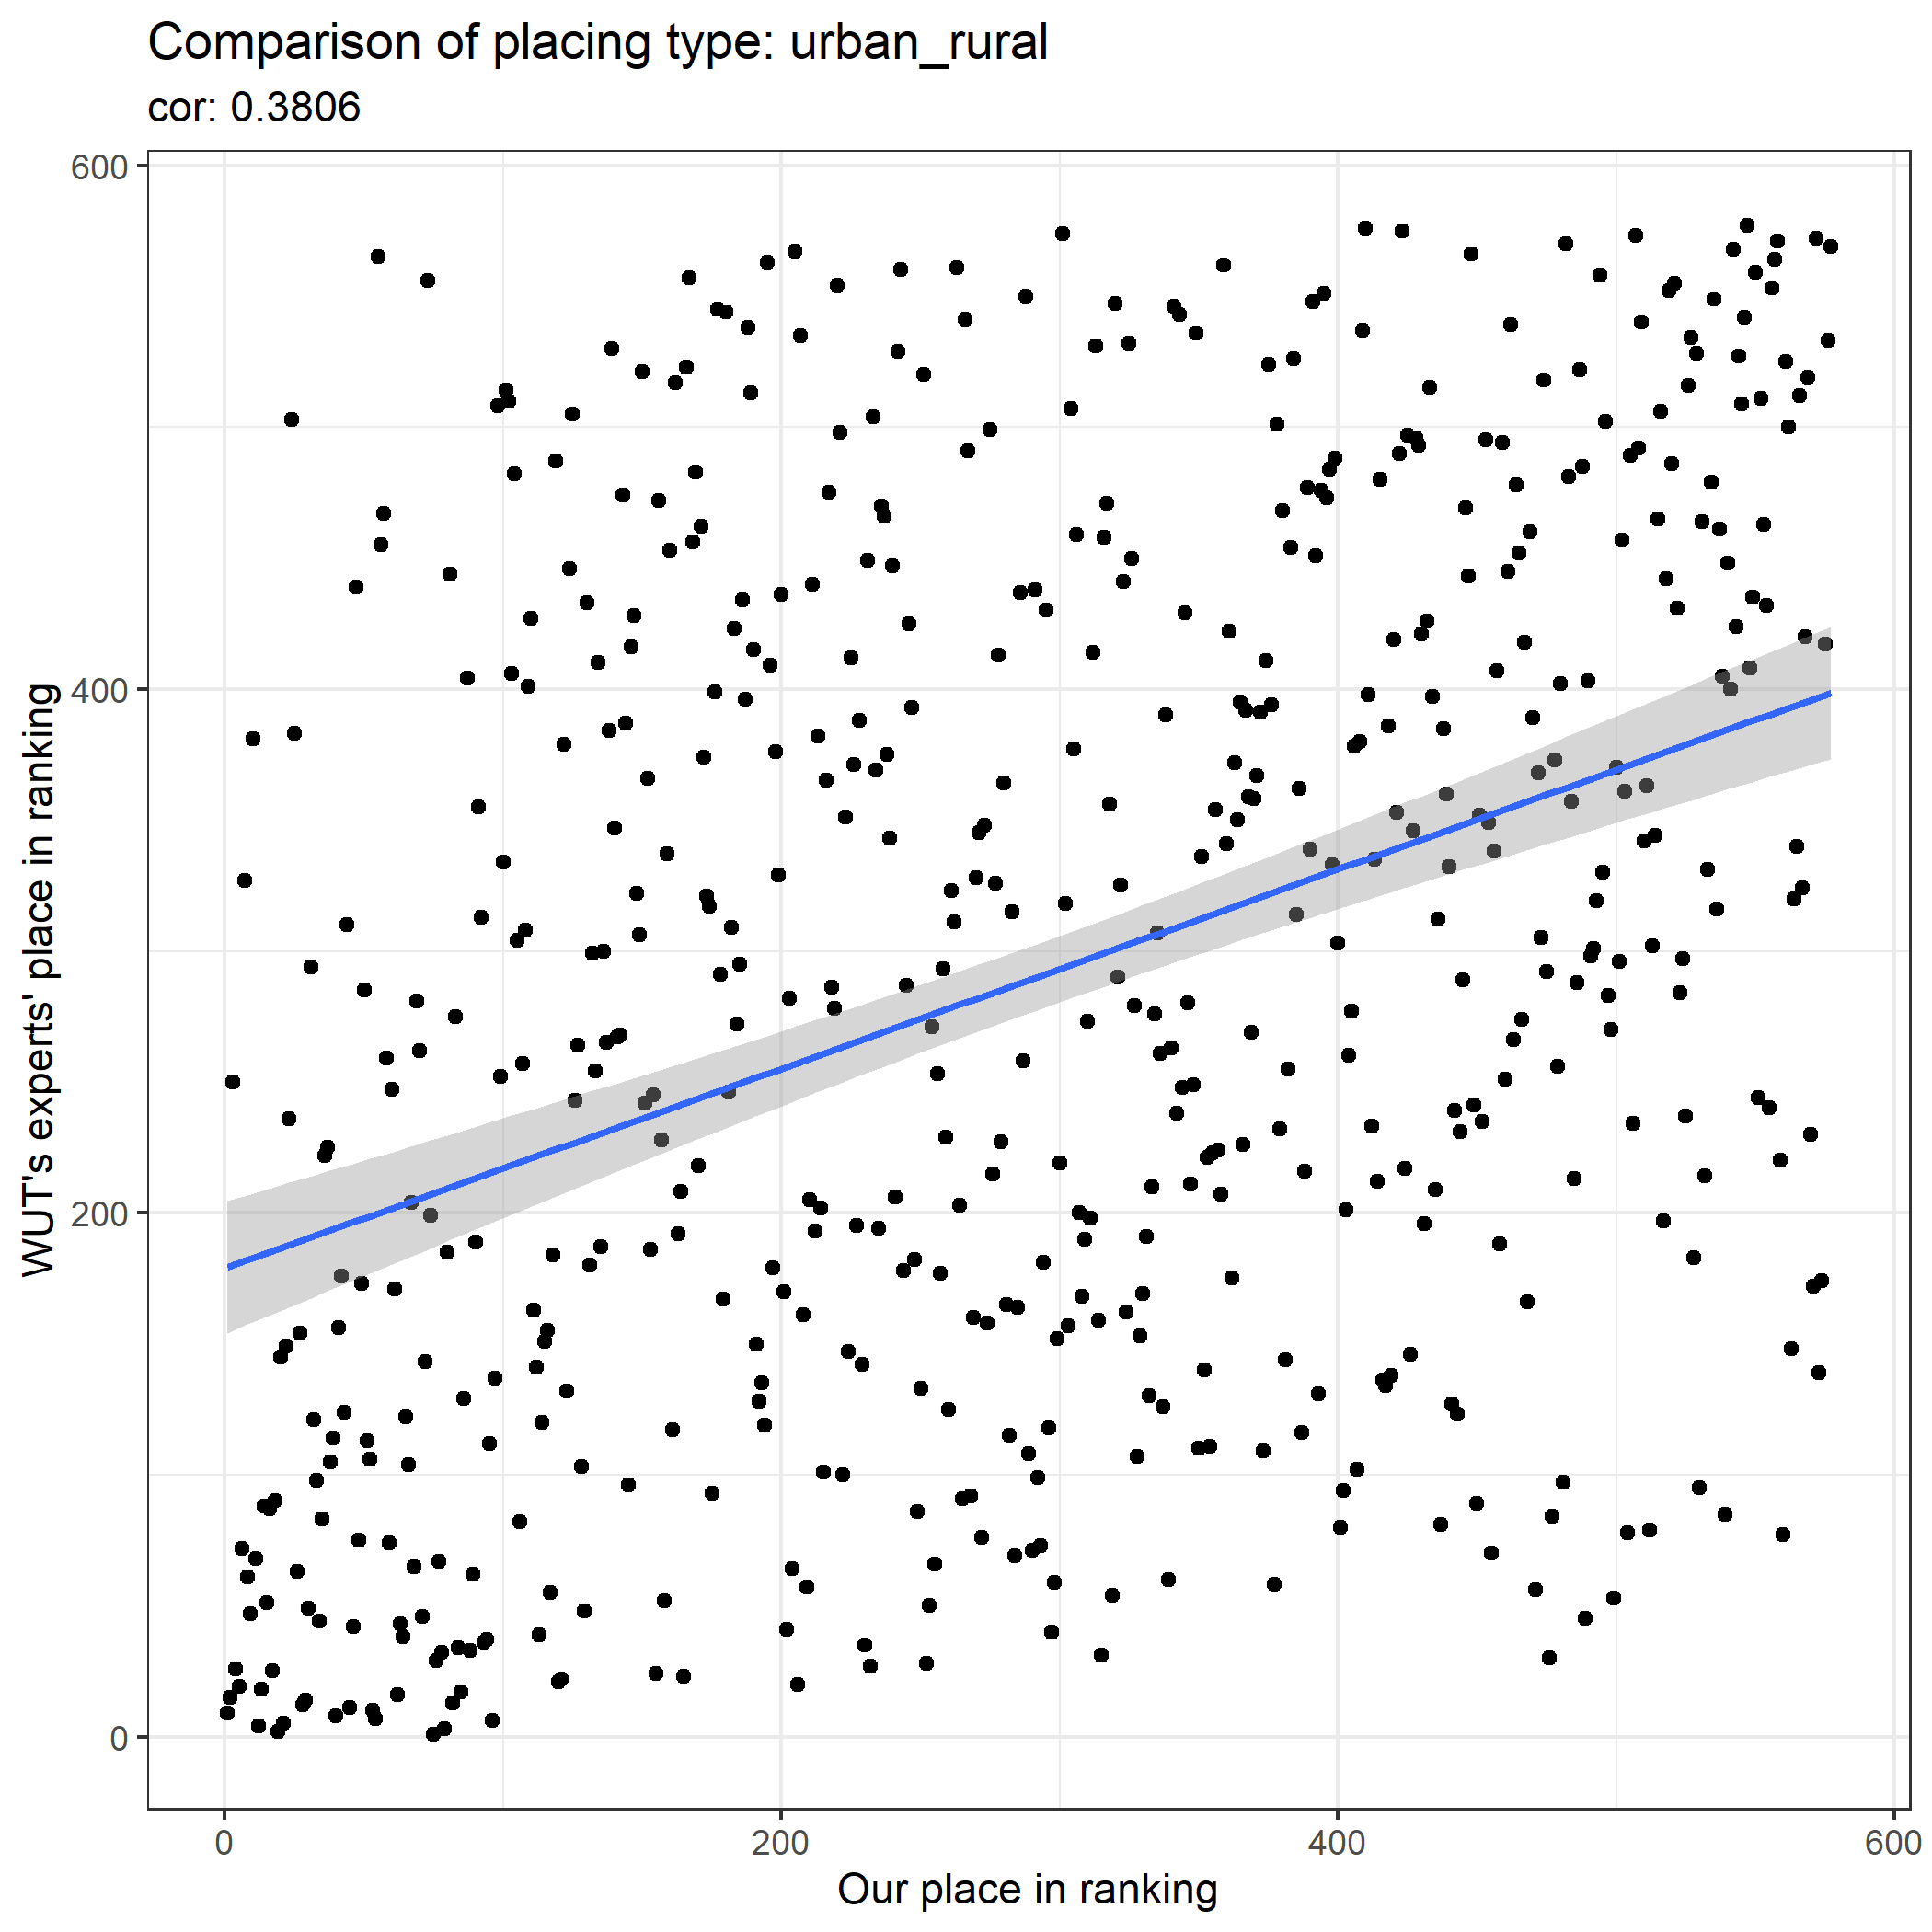 Comparison of placing type: urban_rural
cor: 0.3806
600
400
200
0
WUT's experts' place in ranking
0 200 400 600
Our place in ranking